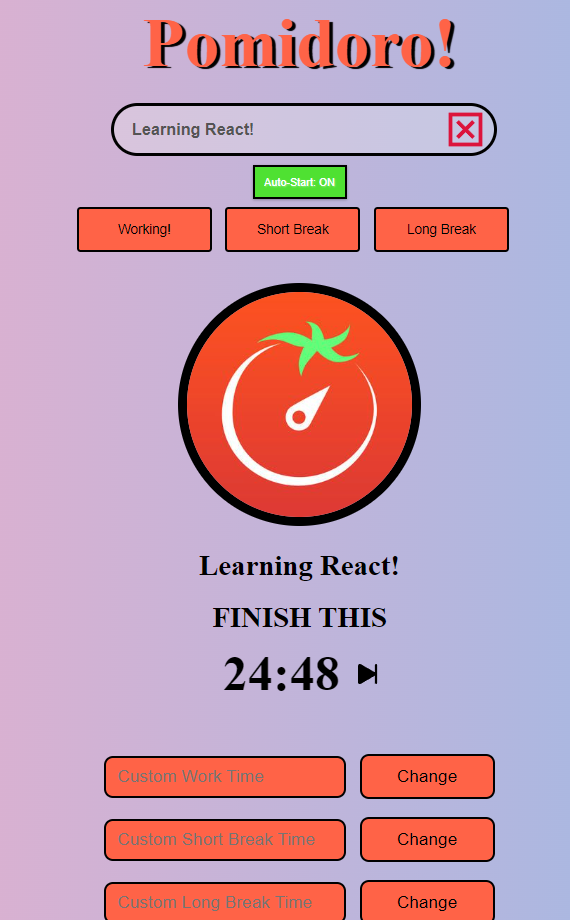 Pomidoro!
Learning React!
Auto-Start: ON
Working! Short Break Long Break
Learning React!
FINISH THIS
24:48
Custom Work Time Change
Custom Short Break Time Change
Custom Long Break Time Change